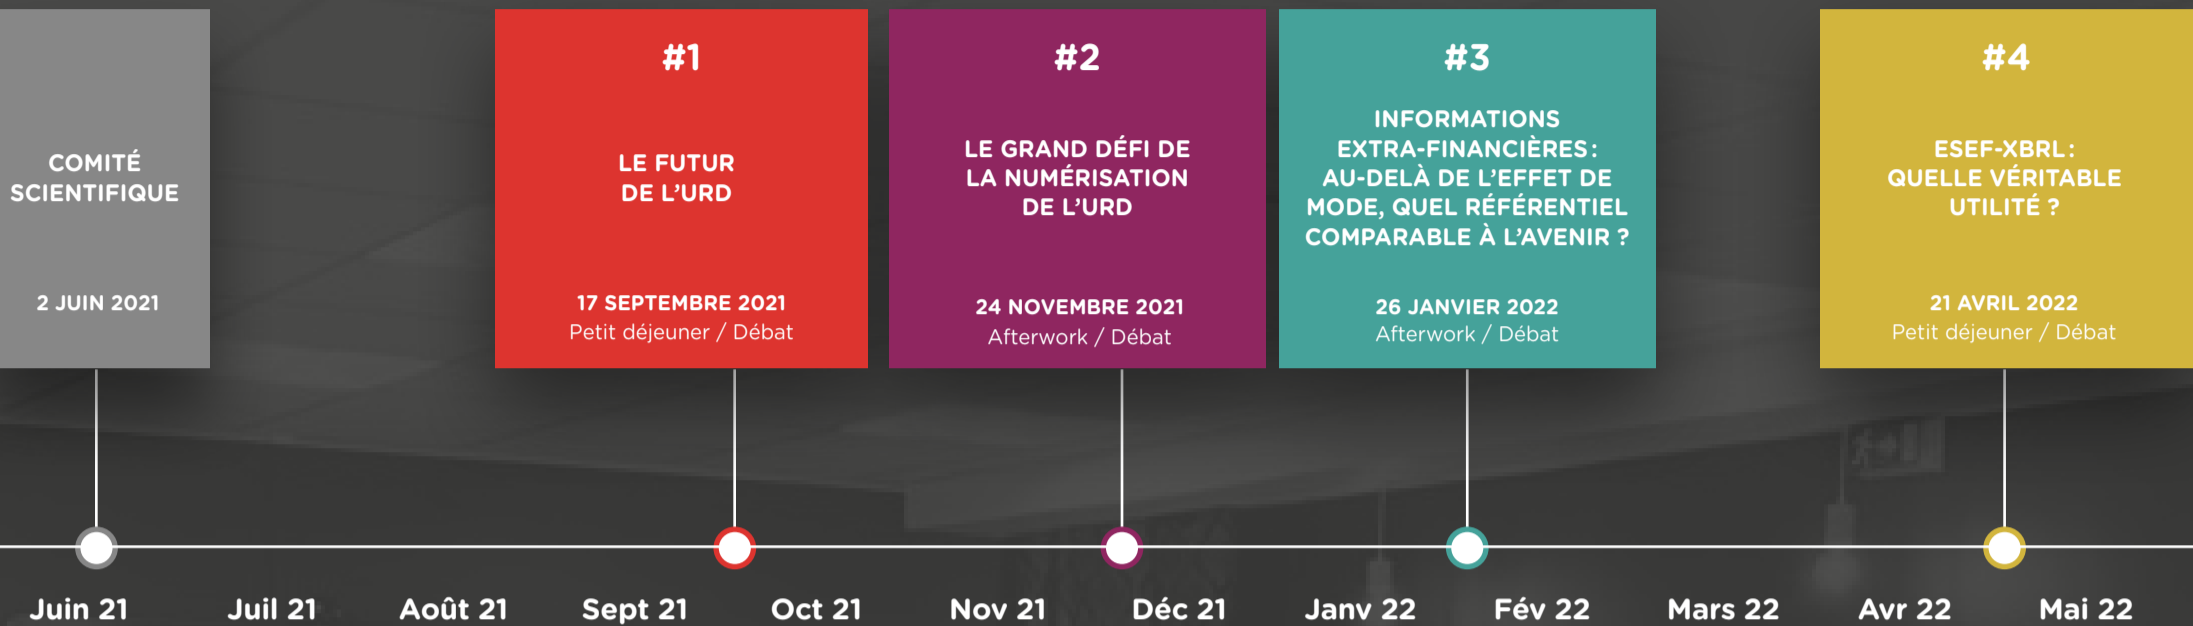 COMITÉ
SCIENTIFIQUE
2 JUIN 2021
#1
LE FUTUR
DE L'URD
17 SEPTEMBRE 2021
Petit déjeuner / Débat
#2
LE GRAND DÉFI DE
LA NUMÉRISATION
DE L'URD
24 NOVEMBRE 2021
Afterwork / Débat
#3
INFORMATIONS
EXTRA-FINANCIÈRES :
AU-DELÀ DE L'EFFET DE
MODE, QUEL RÉFÉRENTIEL
COMPARABLE À L'AVENIR ?
26 JANVIER 2022
Afterwork / Débat
#4
ESEF-XBRL :
QUELLE VÉRITABLE
UTILITÉ ?
21 AVRIL 2022
Petit déjeuner / Débat
Juin 21 Juil 21 Août 21 Sept 21 Oct 21 Nov 21 Déc 21 Janv 22 Fév 22 Mars 22 Avr 22 Mai 22